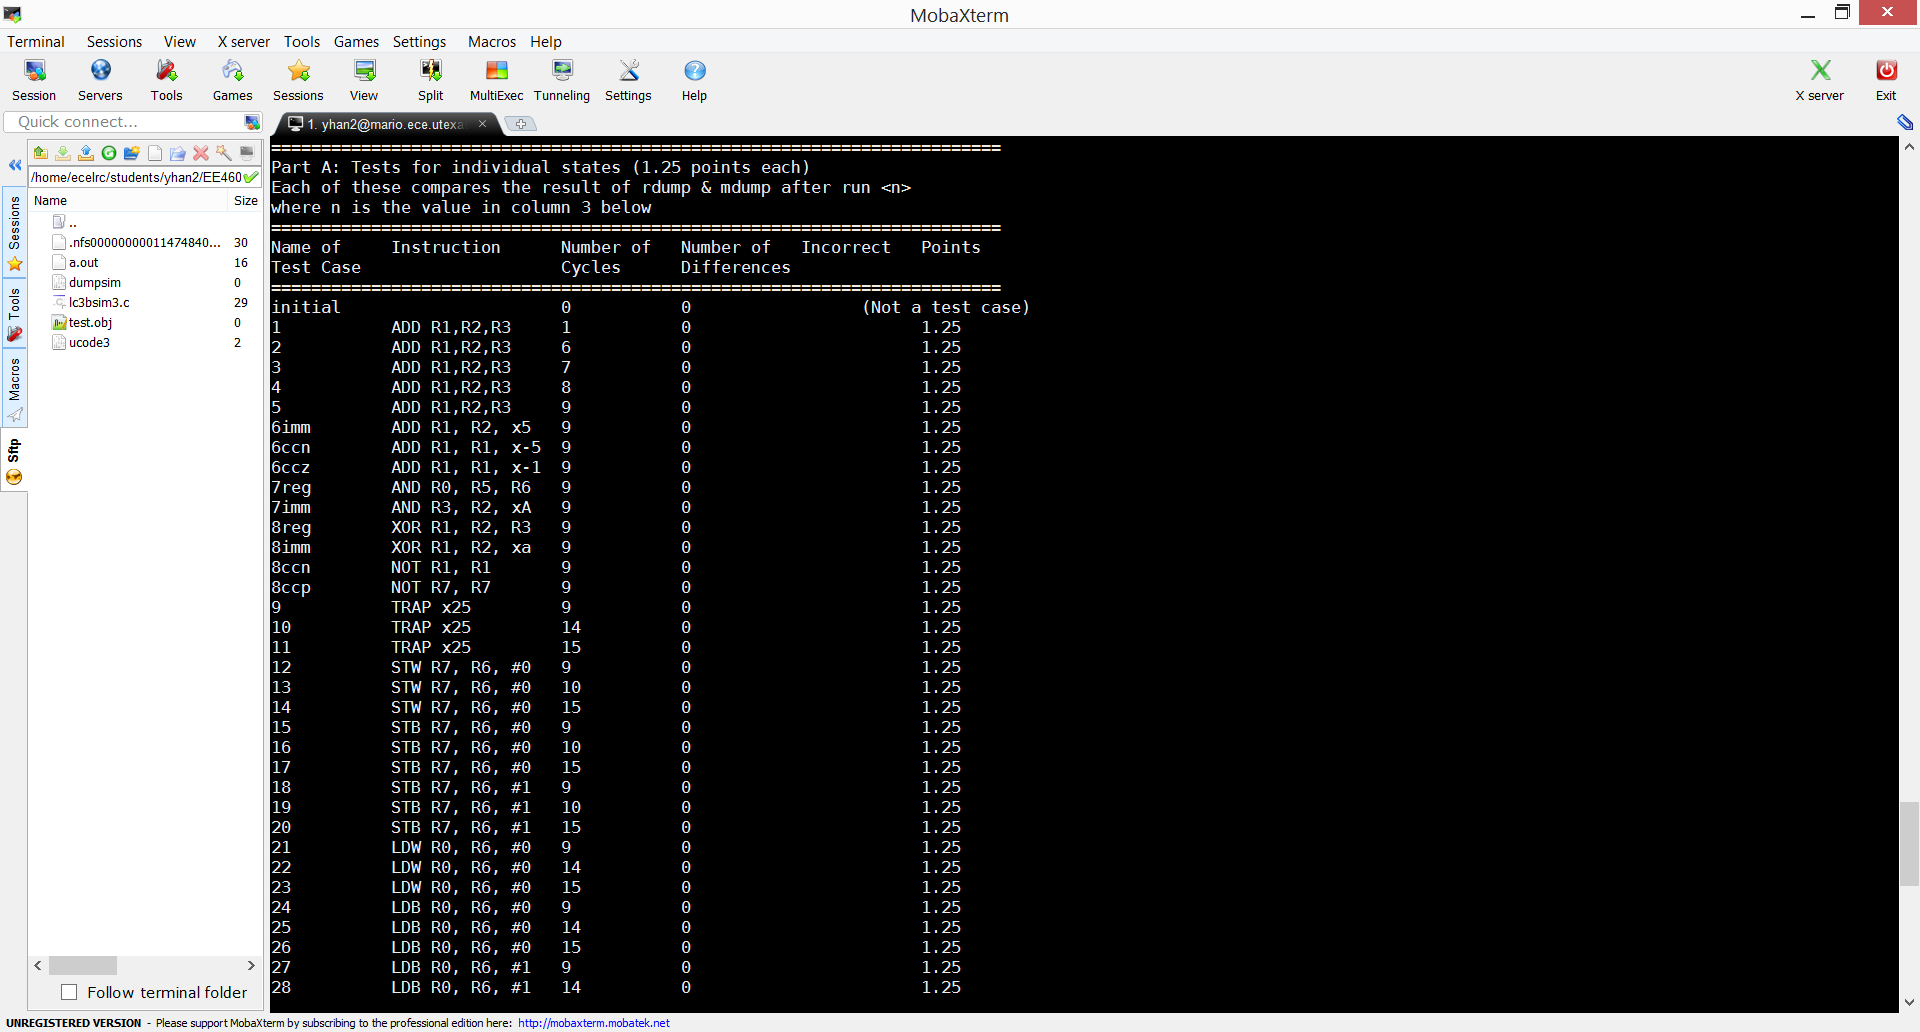 MobaXterm
Terminal Sessions View X server Tools Games Settings Macros Help
Session Servers Tools Games Sessions View Split MultiExec Tunneling Settings Help X server Exit
Quick connect...
1. yhan2@mario.ece.utexa
/home/ecelrc/students/yhan2/EE460
Name Size
..
.nfs00000000011474840... 30
a.out 16
dumpsim 0
lc3bsim3.c 29
test.obj 0
ucode3 2
Sessions
Tools
Macros
Sftp
Follow terminal folder
===========================================================================
Part A: Tests for individual states (1.25 points each)
Each of these compares the result of rdump & mdump after run <n>
where n is the value in column 3 below
===========================================================================
Name of Instruction Number of Number of Incorrect Points
Test Case Cycles Differences
===========================================================================
initial 0 0 (Not a test case)
1 ADD R1,R2,R3 1 0 1.25
2 ADD R1,R2,R3 6 0 1.25
3 ADD R1,R2,R3 7 0 1.25
4 ADD R1,R2,R3 8 0 1.25
5 ADD R1,R2,R3 9 0 1.25
6imm ADD R1, R2, x5 9 0 1.25
6ccn ADD R1, R1, x-5 9 0 1.25
6ccz ADD R1, R1, x-1 9 0 1.25
7reg AND R0, R5, R6 9 0 1.25
7imm AND R3, R2, xA 9 0 1.25
8reg XOR R1, R2, R3 9 0 1.25
8imm XOR R1, R2, xa 9 0 1.25
8ccn NOT R1, R1 9 0 1.25
8ccp NOT R7, R7 9 0 1.25
9 TRAP x25 9 0 1.25
10 TRAP x25 14 0 1.25
11 TRAP x25 15 0 1.25
12 STW R7, R6, #0 9 0 1.25
13 STW R7, R6, #0 10 0 1.25
14 STW R7, R6, #0 15 0 1.25
15 STB R7, R6, #0 9 0 1.25
16 STB R7, R6, #0 10 0 1.25
17 STB R7, R6, #0 15 0 1.25
18 STB R7, R6, #1 9 0 1.25
19 STB R7, R6, #1 10 0 1.25
20 STB R7, R6, #1 15 0 1.25
21 LDW R0, R6, #0 9 0 1.25
22 LDW R0, R6, #0 14 0 1.25
23 LDW R0, R6, #0 15 0 1.25
24 LDB R0, R6, #0 9 0 1.25
25 LDB R0, R6, #0 14 0 1.25
26 LDB R0, R6, #0 15 0 1.25
27 LDB R0, R6, #1 9 0 1.25
28 LDB R0, R6, #1 14 0 1.25
UNREGISTERED VERSION - Please support MobaXterm by subscribing to the professional edition here: http://mobaxterm.mobatek.net